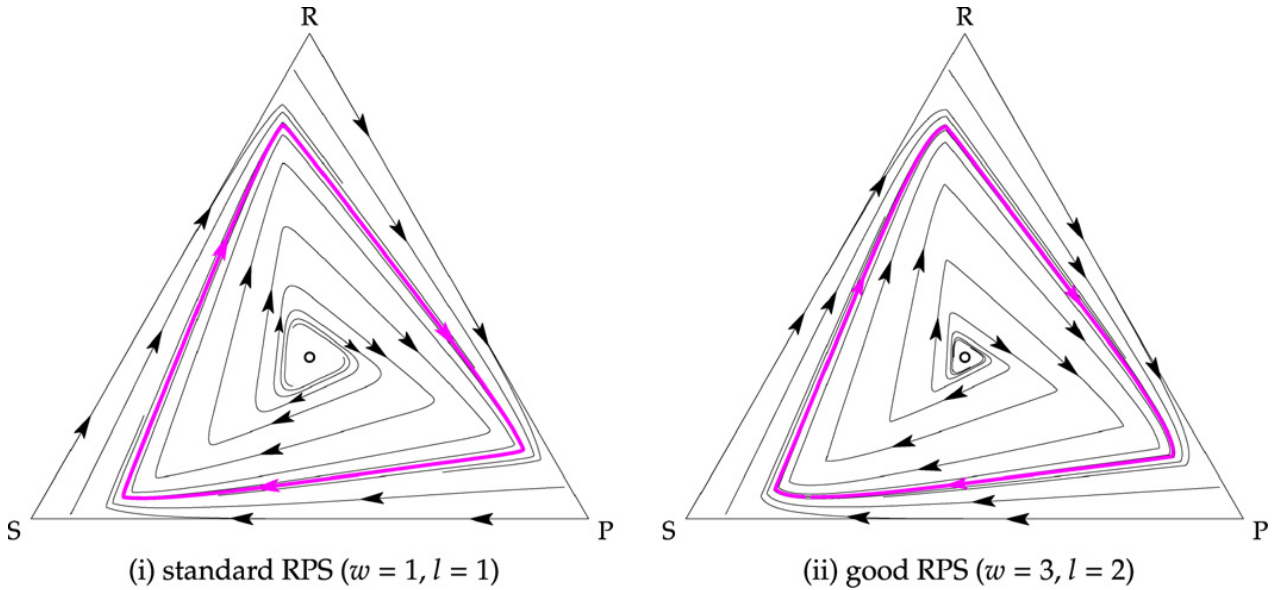 R
R
S
P
S
P
(i) standard RPS (w = 1, l = 1)
(ii) good RPS (w = 3, l = 2)